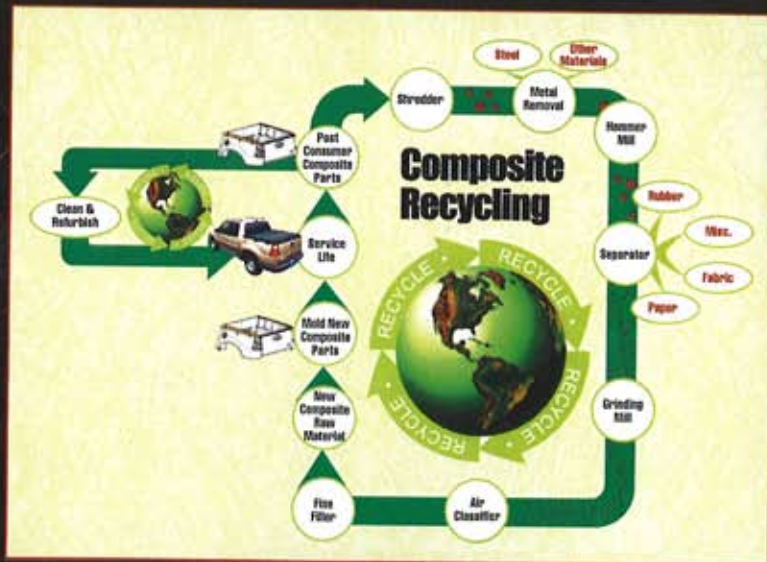 Composite
Recycling
Shredder
Steel
Other
Materials
Metal
Removal
Hammer
Mill
Rubber
Misc.
Separator
Fabric
Paper
Grinding
Mill
Air
Classifier
Fine
Filler
New
Composite
Raw
Material
Mold New
Composite
Parts
Service
Life
Post
Consumer
Composite
Parts
Clean &
Refurbish
RECYCLE
RECYCLE
RECYCLE
RECYCLE